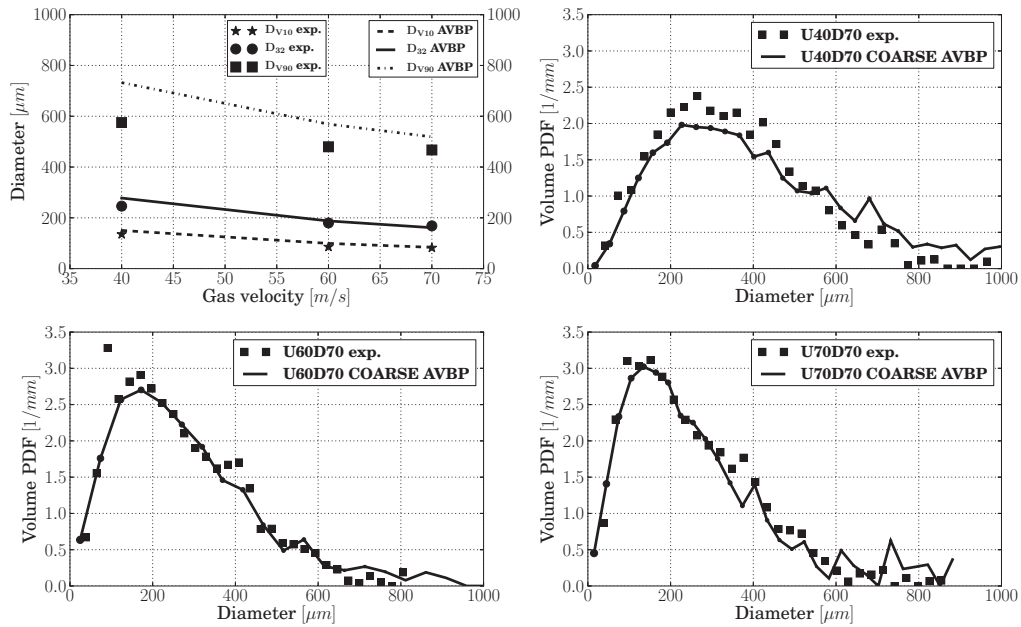 1000
800
600
400
200
0
35 40 45 50 55 60 65 70 75
1000
800
600
400
200
0
Diameter [μm]
Gas velocity [m/s]
D_V10 exp.
D_32 exp.
D_V90 exp.
D_V10 AVBP
D_32 AVBP
D_V90 AVBP
3.5
3.0
2.5
2.0
1.5
1.0
0.5
0.0
0 200 400 600 800 1000
Volume PDF [1/mm]
Diameter [μm]
U40D70 exp.
U40D70 COARSE AVBP
3.5
3.0
2.5
2.0
1.5
1.0
0.5
0.0
0 200 400 600 800 1000
Volume PDF [1/mm]
Diameter [μm]
U60D70 exp.
U60D70 COARSE AVBP
3.5
3.0
2.5
2.0
1.5
1.0
0.5
0.0
0 200 400 600 800 1000
Volume PDF [1/mm]
Diameter [μm]
U70D70 exp.
U70D70 COARSE AVBP